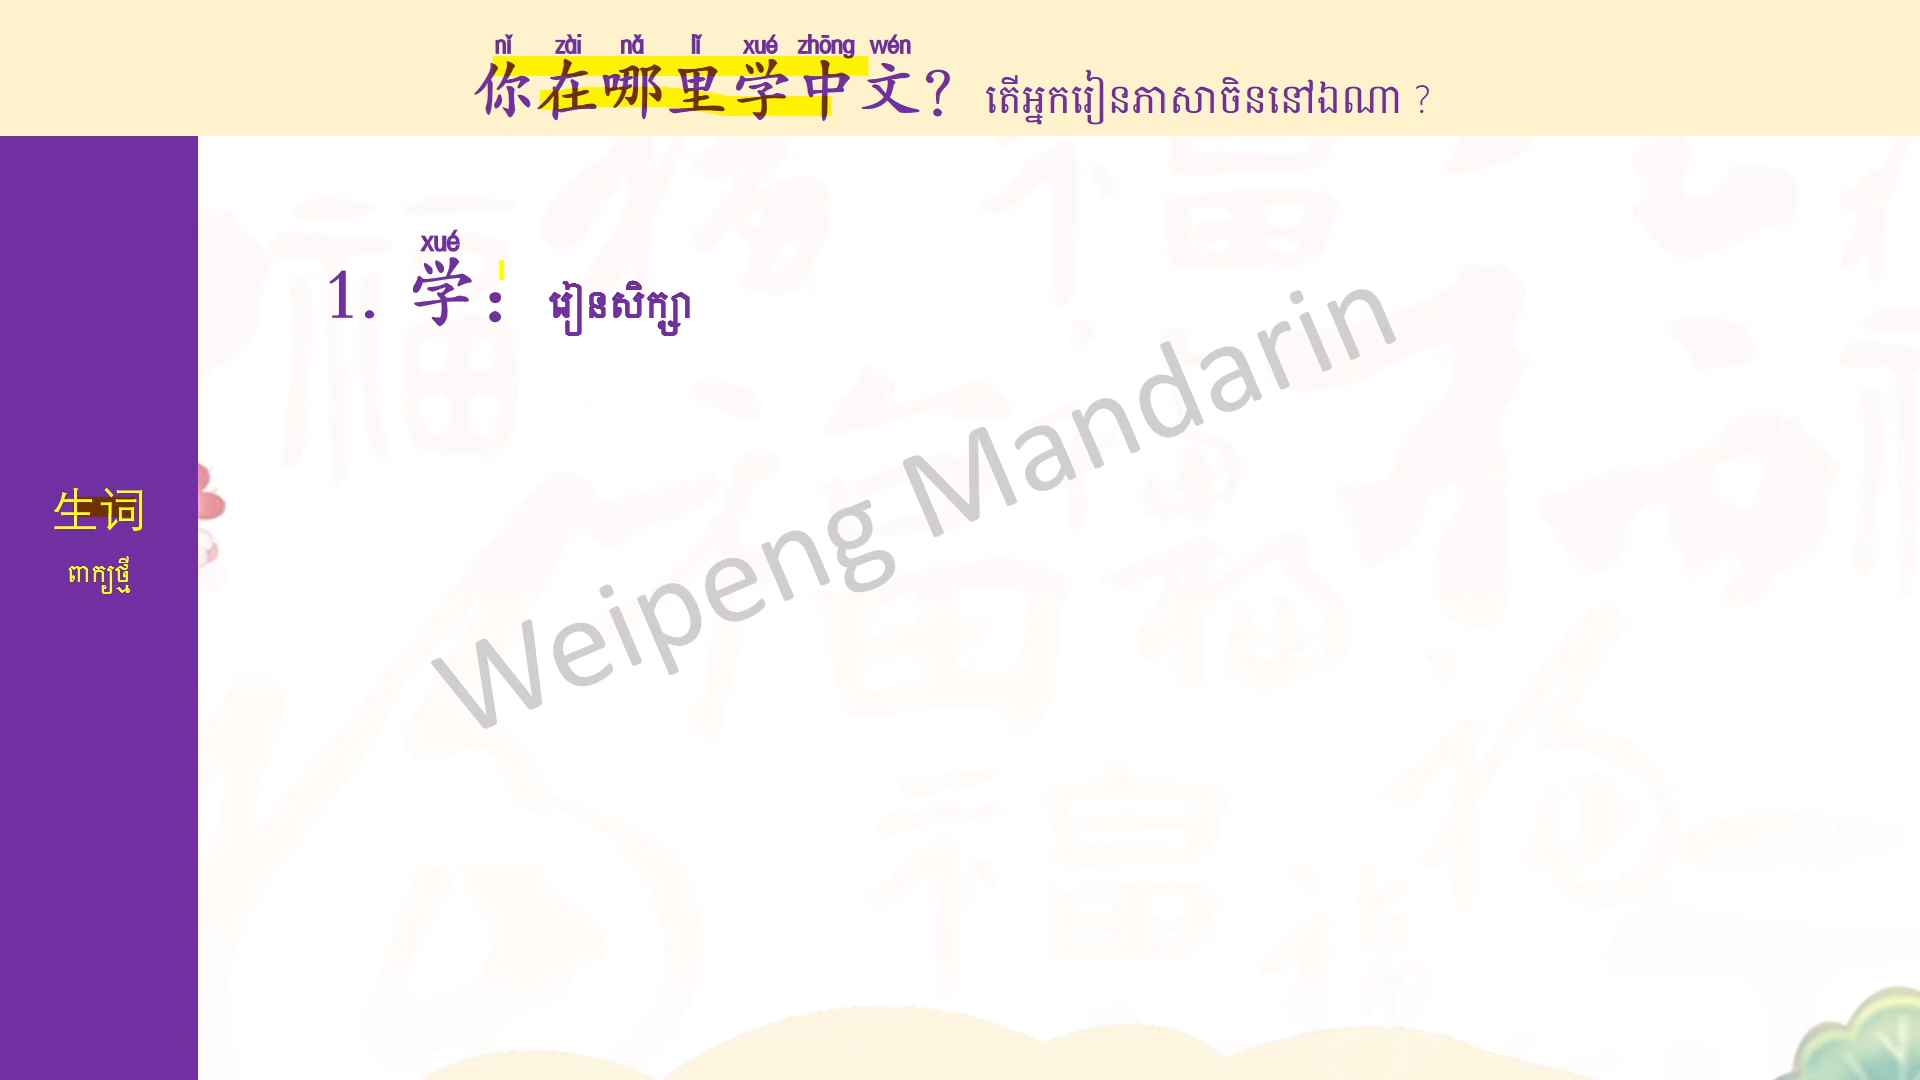 nǐ zài nǎ lǐ xué zhōng wén
你在哪里学中文？ តើអ្នករៀនភាសាចិននៅឯណា ?
xué
1. 学： រៀនសិក្សា
生词
ពាក្យថ្មី
Weipeng Mandarin